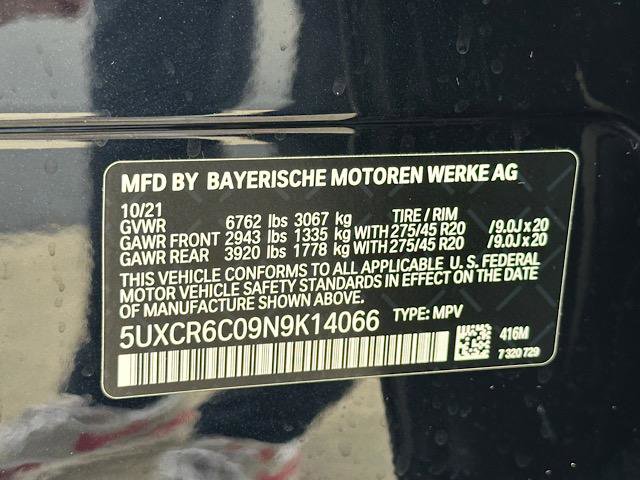 MFD BY BAYERISCHE MOTOREN WERKE AG
10/21 TIRE / RIM
GVWR 6762 lbs 3067 kg
GAWR FRONT 2943 lbs 1335 kg WITH 275/45 R20 /9.0J x 20
GAWR REAR 3920 lbs 1778 kg WITH 275/45 R20 /9.0J x 20
THIS VEHICLE CONFORMS TO ALL APPLICABLE U. S. FEDERAL
MOTOR VEHICLE SAFETY STANDARDS IN EFFECT ON THE DATE
OF MANUFACTURE SHOWN ABOVE.
5UXCR6C09N9K14066 TYPE: MPV
416M
7 320 729